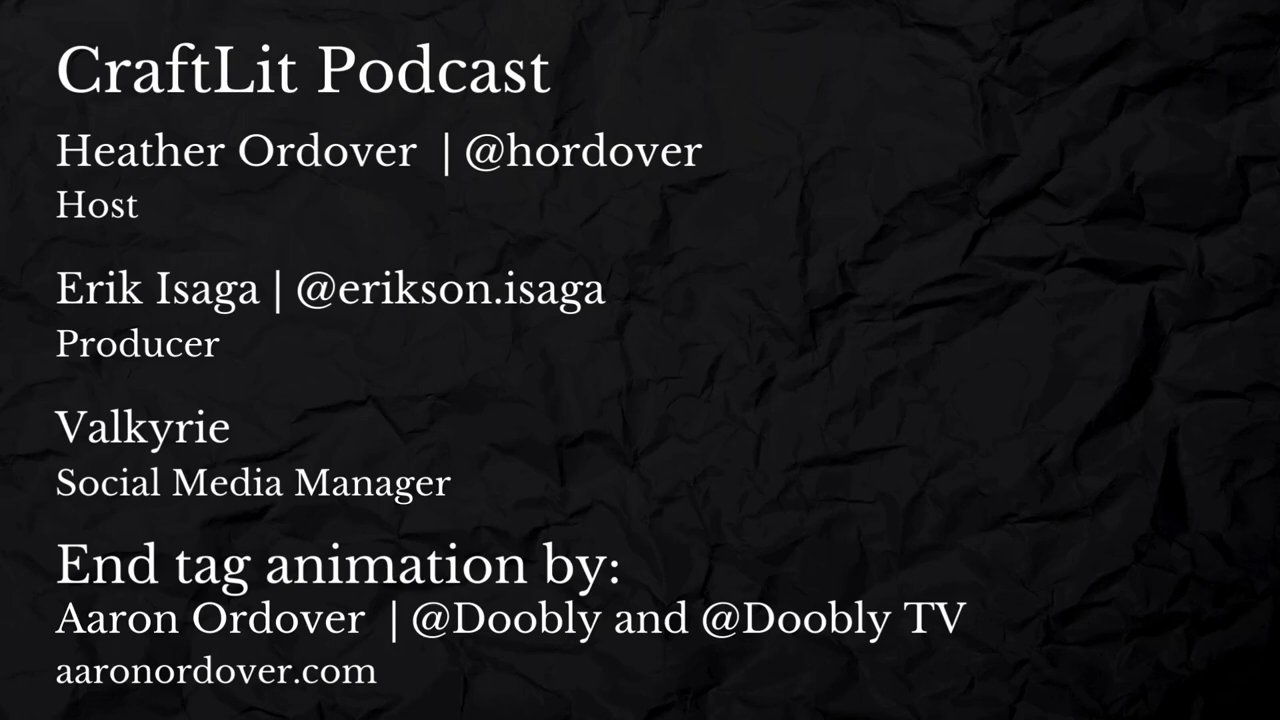 CraftLit Podcast
Heather Ordover | @hordover
Host
Erik Isaga | @erikson.isaga
Producer
Valkyrie
Social Media Manager
End tag animation by:
Aaron Ordover | @Doobly and @Doobly TV
aaronordover.com